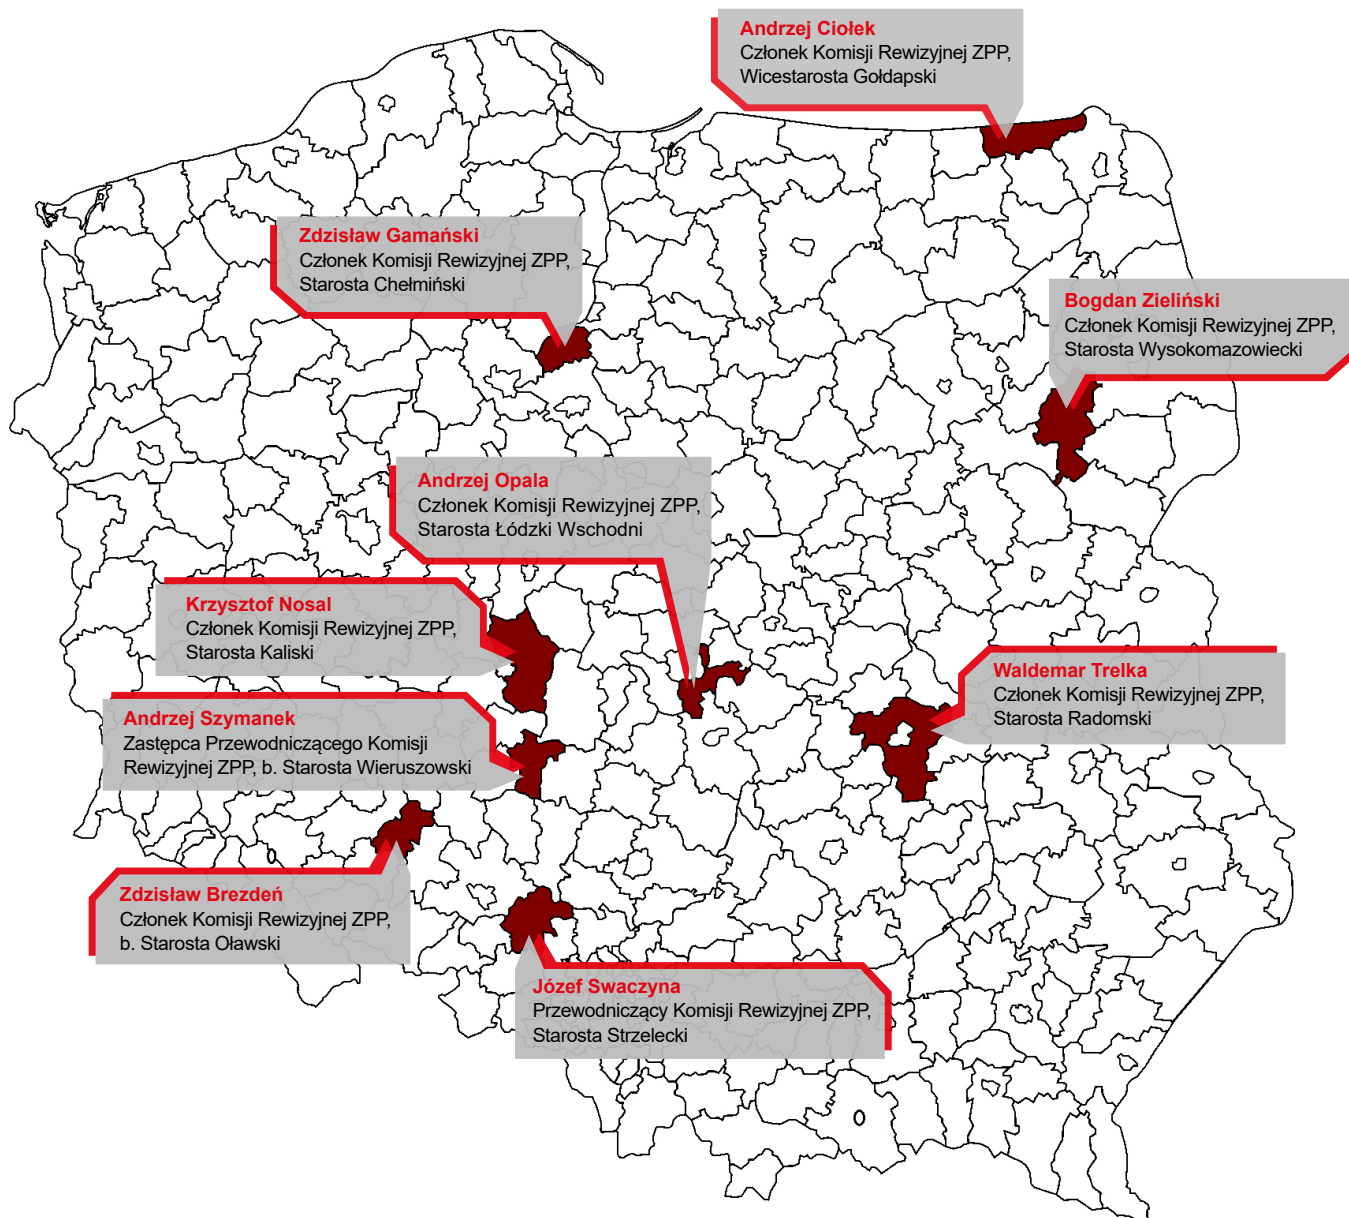 Andrzej Ciołek
Członek Komisji Rewizyjnej ZPP,
Wicestarosta Gołdapski
Zdzisław Gamański
Członek Komisji Rewizyjnej ZPP,
Starosta Chełmiński
Bogdan Zieliński
Członek Komisji Rewizyjnej ZPP,
Starosta Wysokomazowiecki
Andrzej Opala
Członek Komisji Rewizyjnej ZPP,
Starosta Łódzki Wschodni
Krzysztof Nosal
Członek Komisji Rewizyjnej ZPP,
Starosta Kaliski
Waldemar Trelka
Członek Komisji Rewizyjnej ZPP,
Starosta Radomski
Andrzej Szymanek
Zastępca Przewodniczącego Komisji
Rewizyjnej ZPP, b. Starosta Wieruszowski
Zdzisław Brezdeń
Członek Komisji Rewizyjnej ZPP,
b. Starosta Oławski
Józef Swaczyna
Przewodniczący Komisji Rewizyjnej ZPP,
Starosta Strzelecki